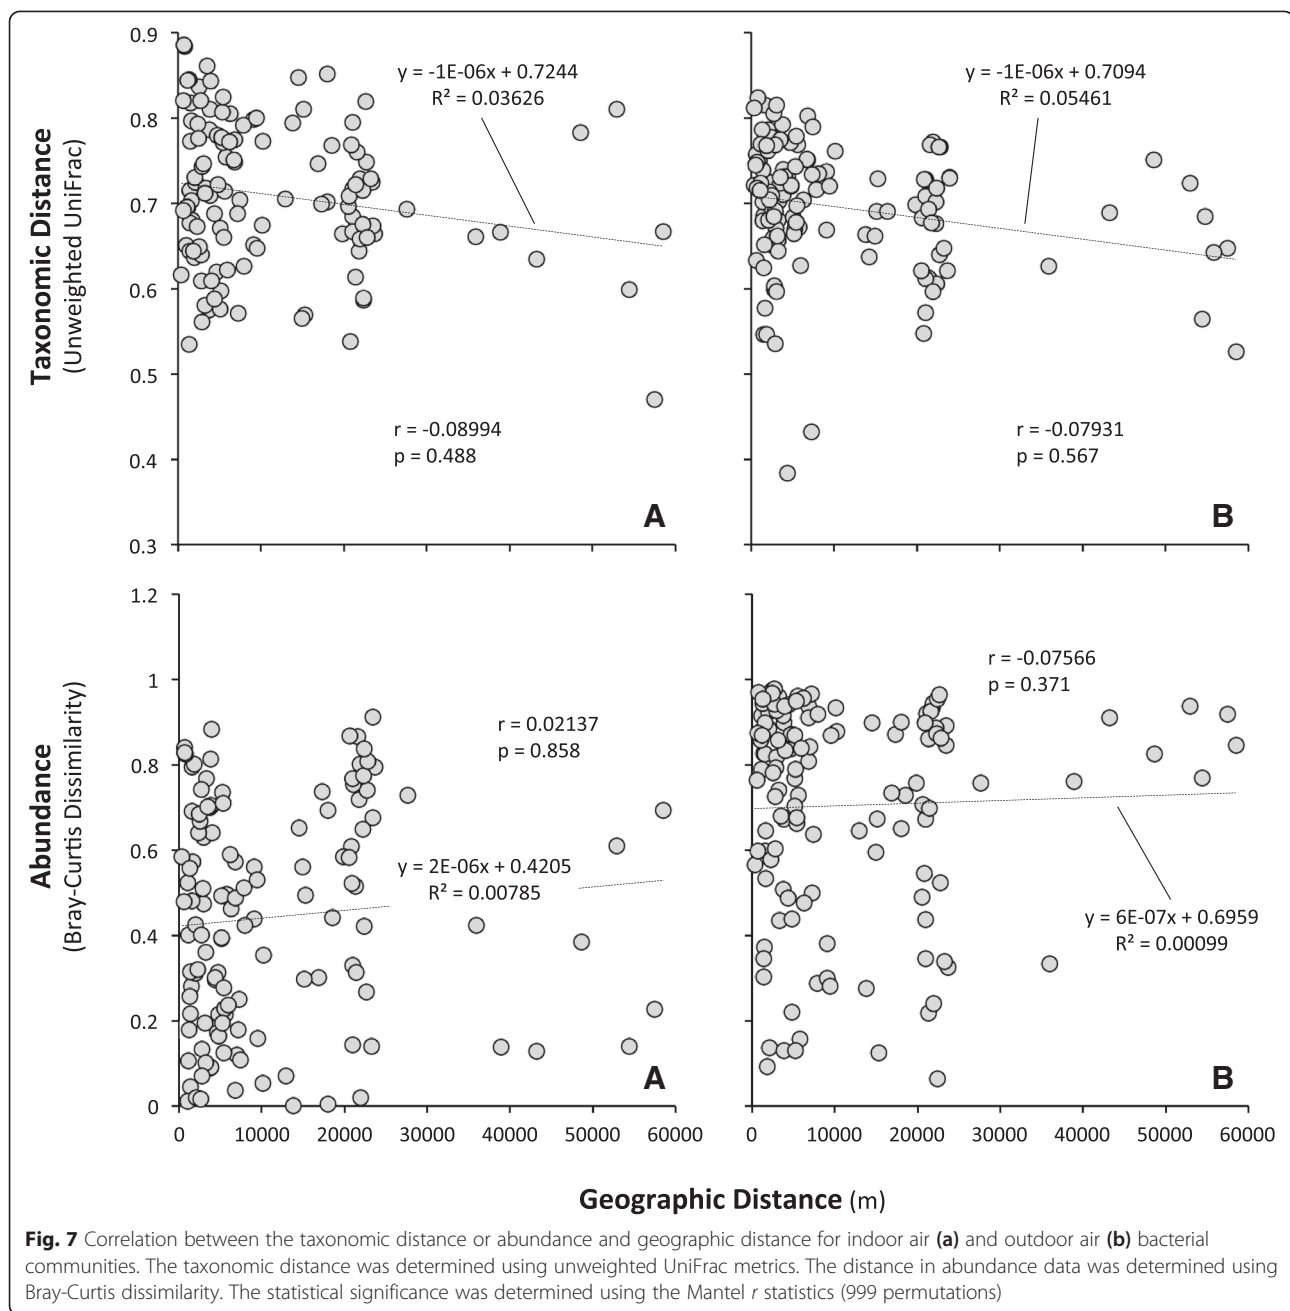 Taxonomic Distance
(Unweighted UniFrac)
0.9
0.8
0.7
0.6
0.5
0.4
0.3
y = -1E-06x + 0.7244
R² = 0.03626
r = -0.08994
p = 0.488
A
y = -1E-06x + 0.7094
R² = 0.05461
r = -0.07931
p = 0.567
B
Abundance
(Bray-Curtis Dissimilarity)
1.2
1
0.8
0.6
0.4
0.2
0
r = 0.02137
p = 0.858
y = 2E-06x + 0.4205
R² = 0.00785
A
0 10000 20000 30000 40000 50000 60000
r = -0.07566
p = 0.371
y = 6E-07x + 0.6959
R² = 0.00099
B
0 10000 20000 30000 40000 50000 60000
Geographic Distance (m)
Fig. 7 Correlation between the taxonomic distance or abundance and geographic distance for indoor air (a) and outdoor air (b) bacterial
communities. The taxonomic distance was determined using unweighted UniFrac metrics. The distance in abundance data was determined using
Bray-Curtis dissimilarity. The statistical significance was determined using the Mantel r statistics (999 permutations)